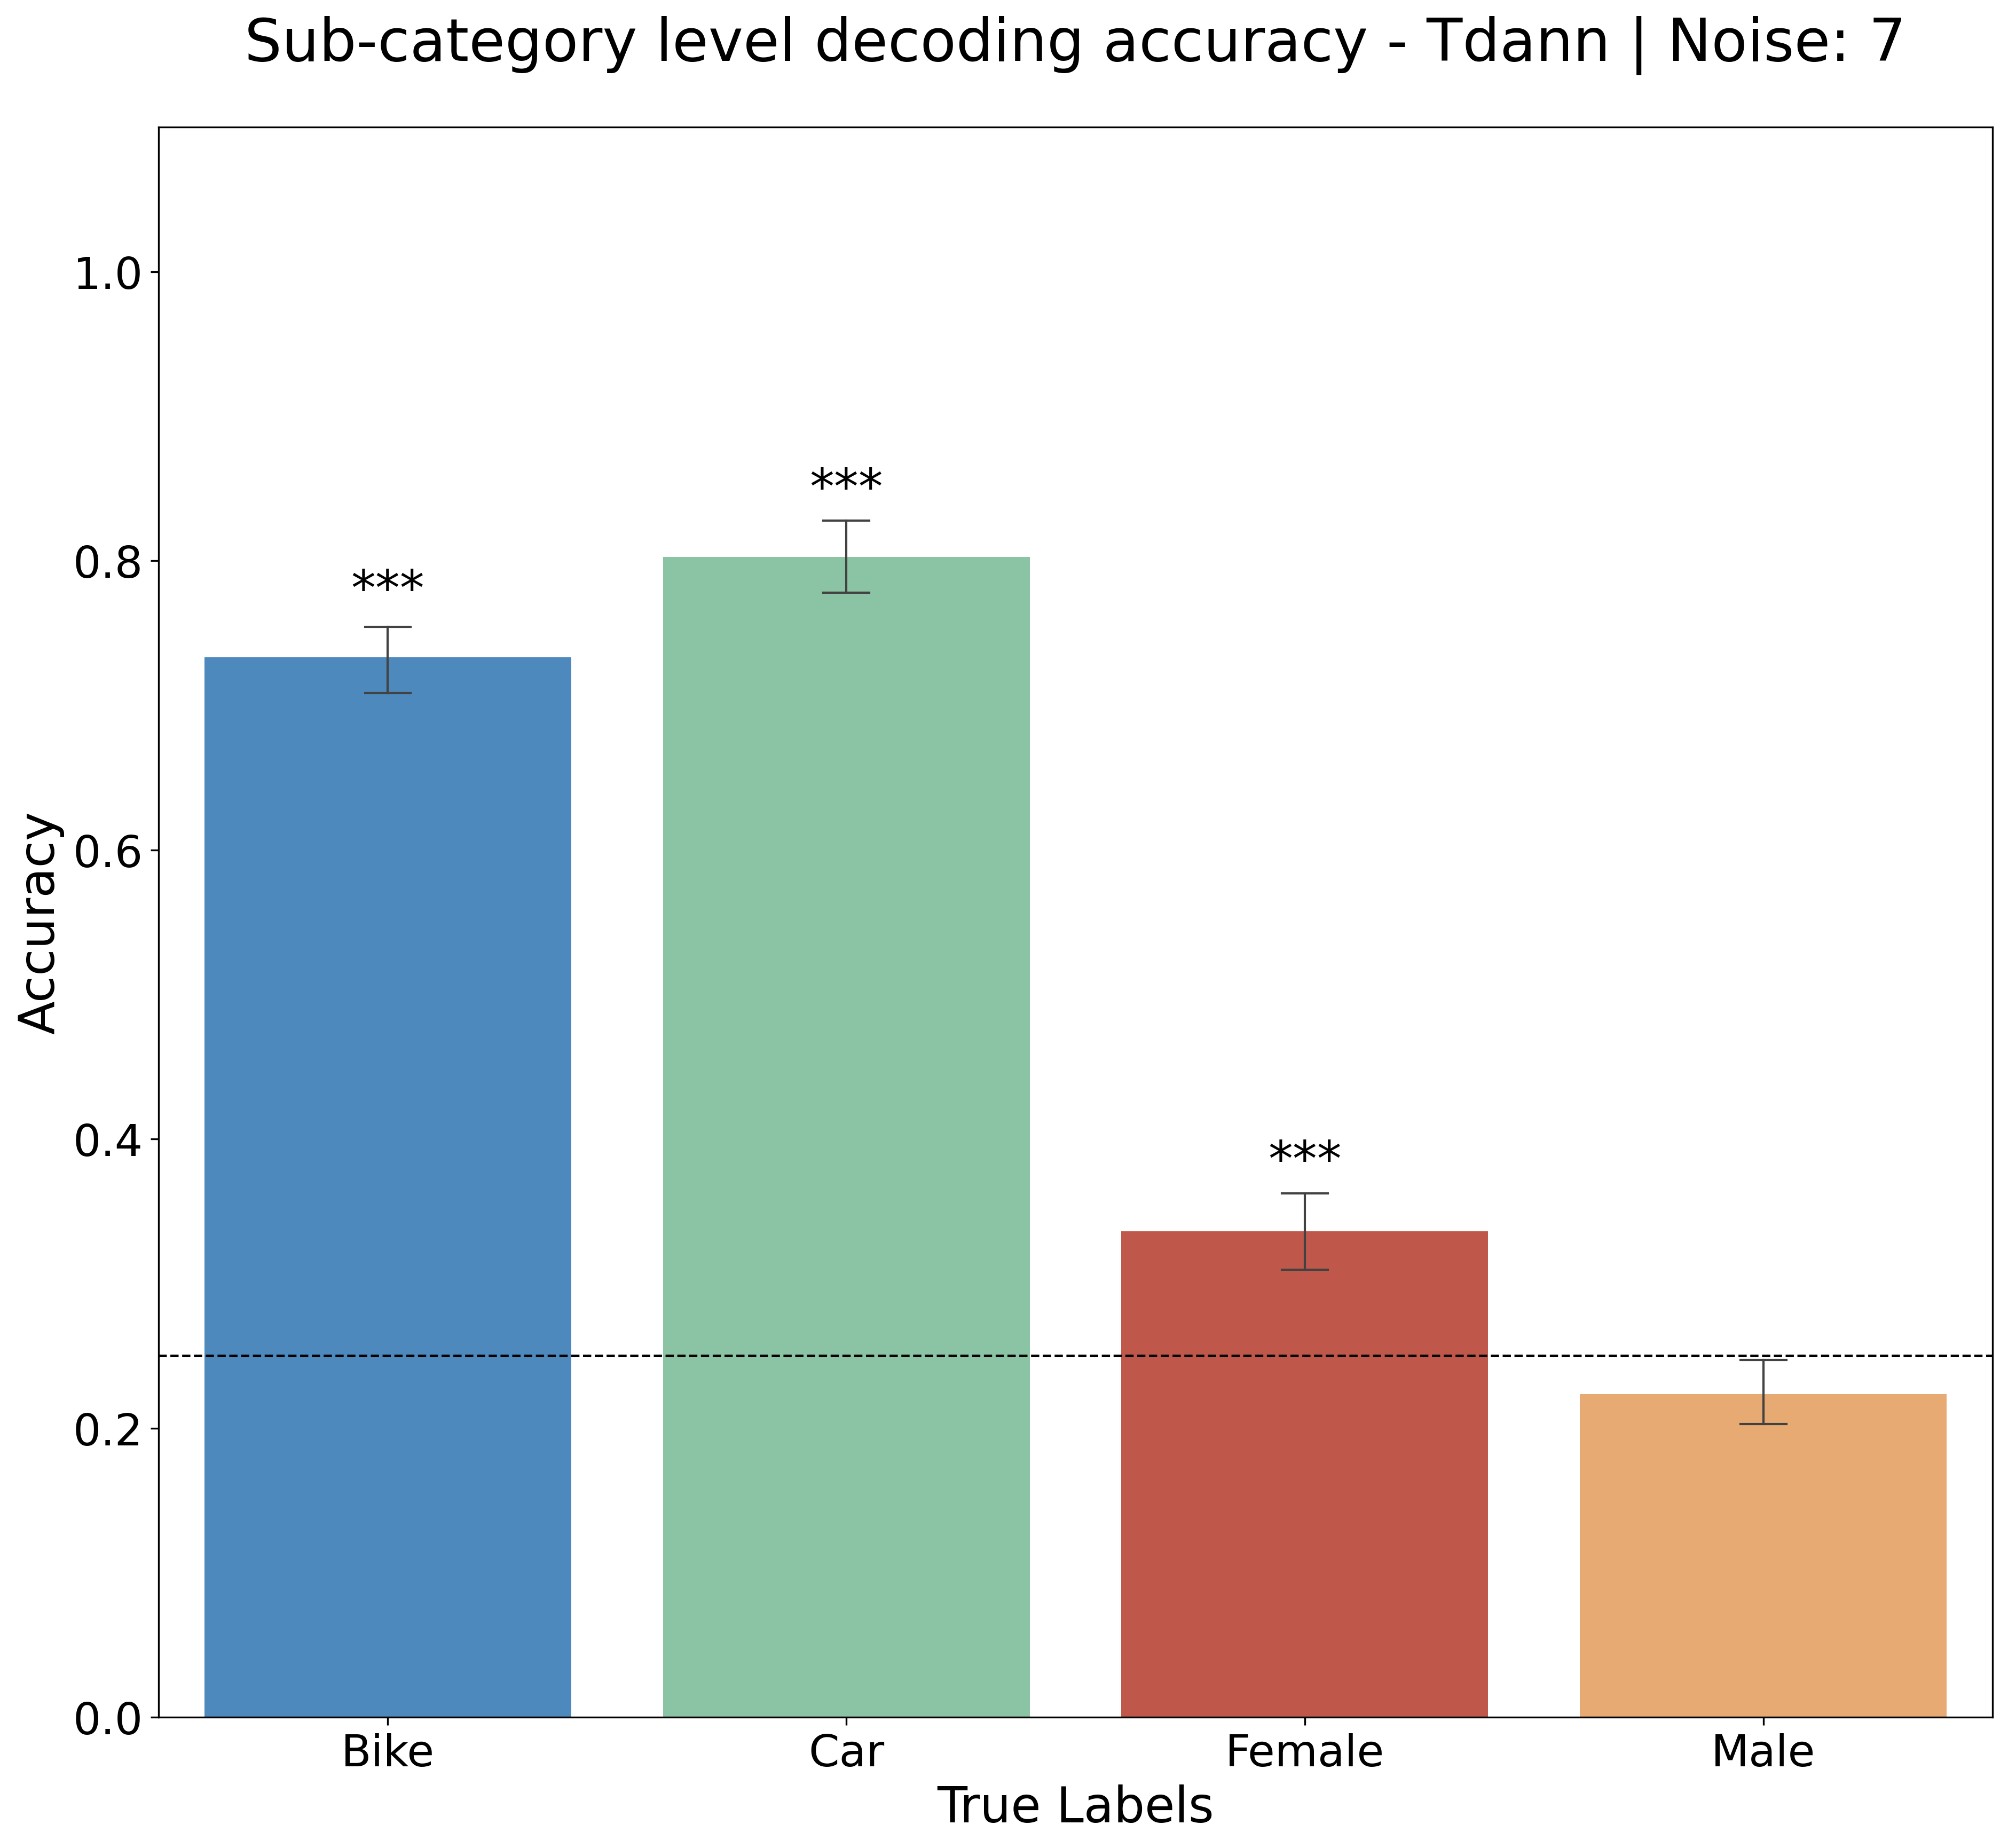 Sub-category level decoding accuracy - Tdann | Noise: 7
1.0
0.8
0.6
0.4
0.2
0.0
Accuracy
***
***
***
Bike Car Female Male
True Labels